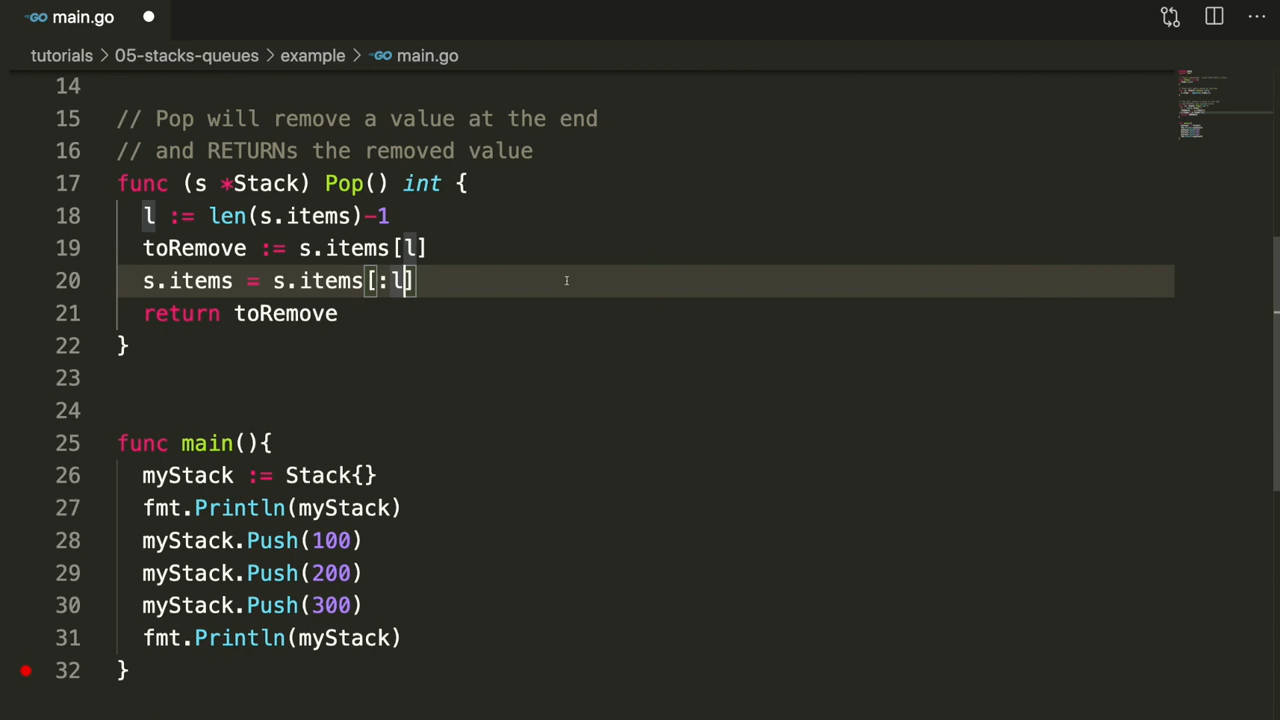 GO main.go
tutorials > 05-stacks-queues > example > GO main.go
14
15 // Pop will remove a value at the end
16 // and RETURNs the removed value
17 func (s *Stack) Pop() int {
18 l := len(s.items)-1
19 toRemove := s.items[l]
20 s.items = s.items[:l]
21 return toRemove
22 }
23
24
25 func main(){
26 myStack := Stack{}
27 fmt.Println(myStack)
28 myStack.Push(100)
29 myStack.Push(200)
30 myStack.Push(300)
31 fmt.Println(myStack)
32 }